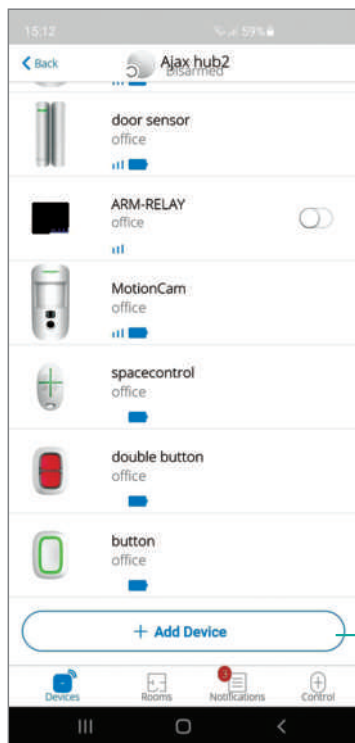 15:12
59%
Back
Ajax hub2
Disarmed
door sensor
office
ARM-RELAY
office
MotionCam
office
spacecontrol
office
double button
office
button
office
+ Add Device
3
Devices
Rooms
Notifications
Control